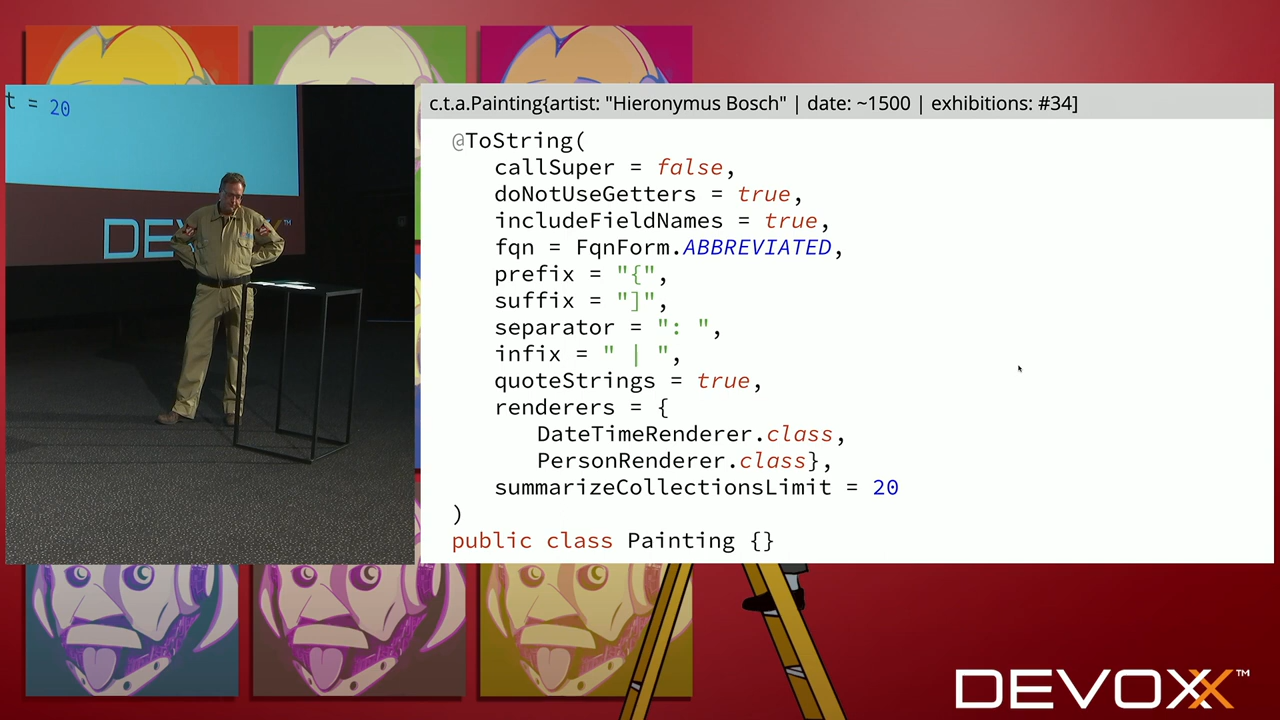 t = 20
DEVOXX™
c.t.a.Painting{artist: "Hieronymus Bosch" | date: ~1500 | exhibitions: #34]
@ToString(
callSuper = false,
doNotUseGetters = true,
includeFieldNames = true,
fqn = FqnForm.ABBREVIATED,
prefix = "{",
suffix = "]",
separator = ": ",
infix = " | ",
quoteStrings = true,
renderers = {
DateTimeRenderer.class,
PersonRenderer.class},
summarizeCollectionsLimit = 20
)
public class Painting {}
DEVOXX™